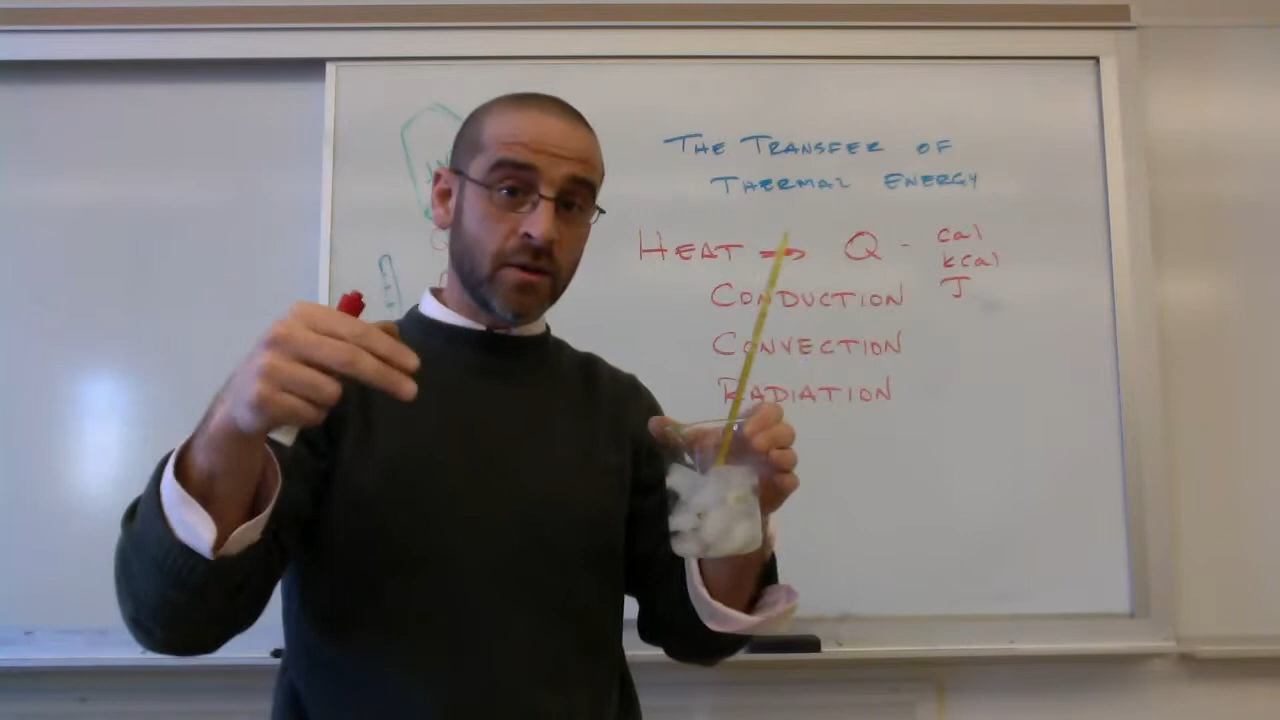 THE TRANSFER OF
THERMAL ENERGY
HEAT → Q - cal
kcal
J
CONDUCTION
CONVECTION
RADIATION